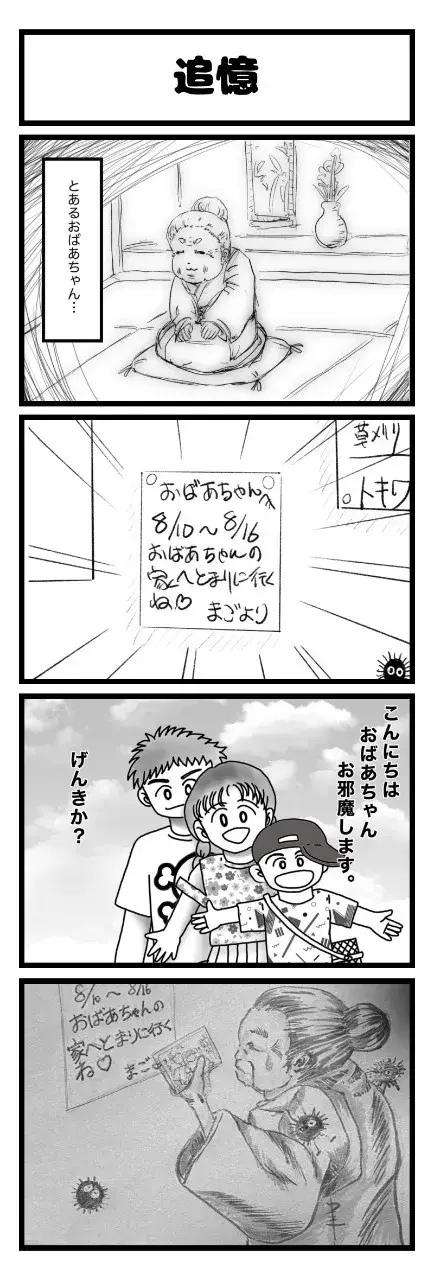 追憶
とあるおばあちゃん…
草メリ
トキワ
おばあちゃんへ
8/10〜8/16
おばあちゃんの
家へとまりに行く
ね♡ まごより
こんにちは
おばあちゃん
お邪魔します。
げんきか？
8/10〜8/16
おばあちゃんの
家へとまりに行く
ね♡ まご